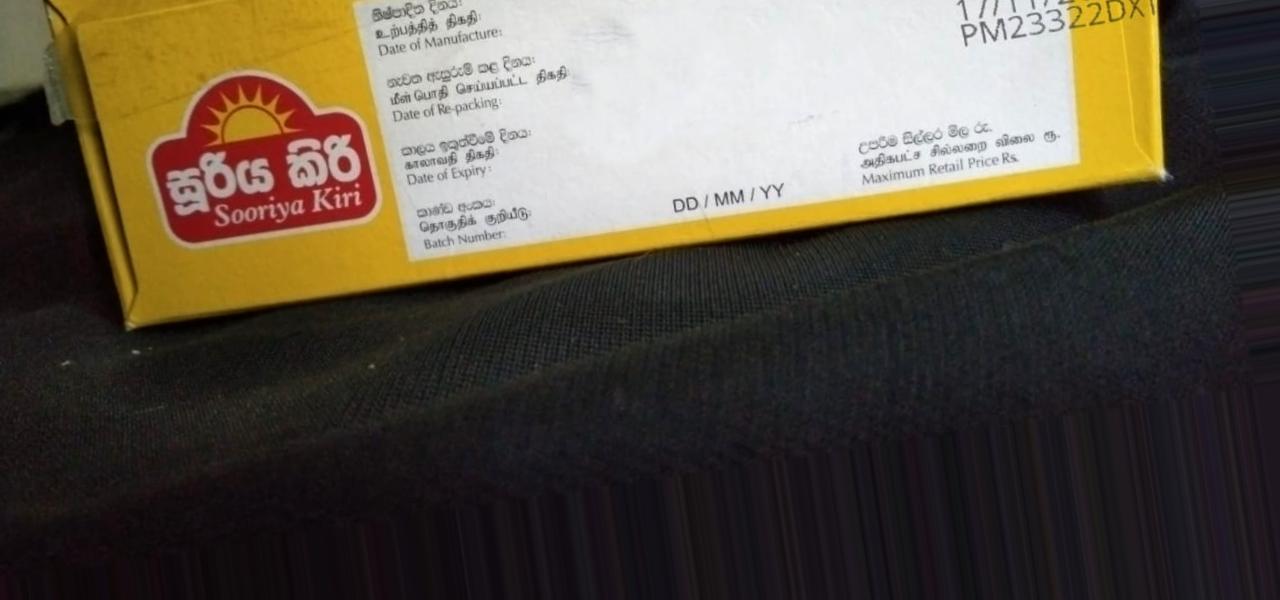 නිෂ්පාදිත දිනය:
உற்பத்தித் திகதி:
Date of Manufacture:
නැවත ඇසුරුම් කළ දිනය:
மீள் பொதி செய்யப்பட்ட திகதி:
Date of Re-packing:
කාලය ඉකුත්වීමේ දිනය:
காலாவதி திகதி:
Date of Expiry:
කාණ්ඩ අංකය:
தொகுதிக் குறியீடு:
Batch Number:
DD / MM / YY
PM23322DX1
උපරිම සිල්ලර මිල රු.
அதிகபட்ச சில்லறை விலை ரூ.
Maximum Retail Price Rs.
සූරිය කිරි
Sooriya Kiri